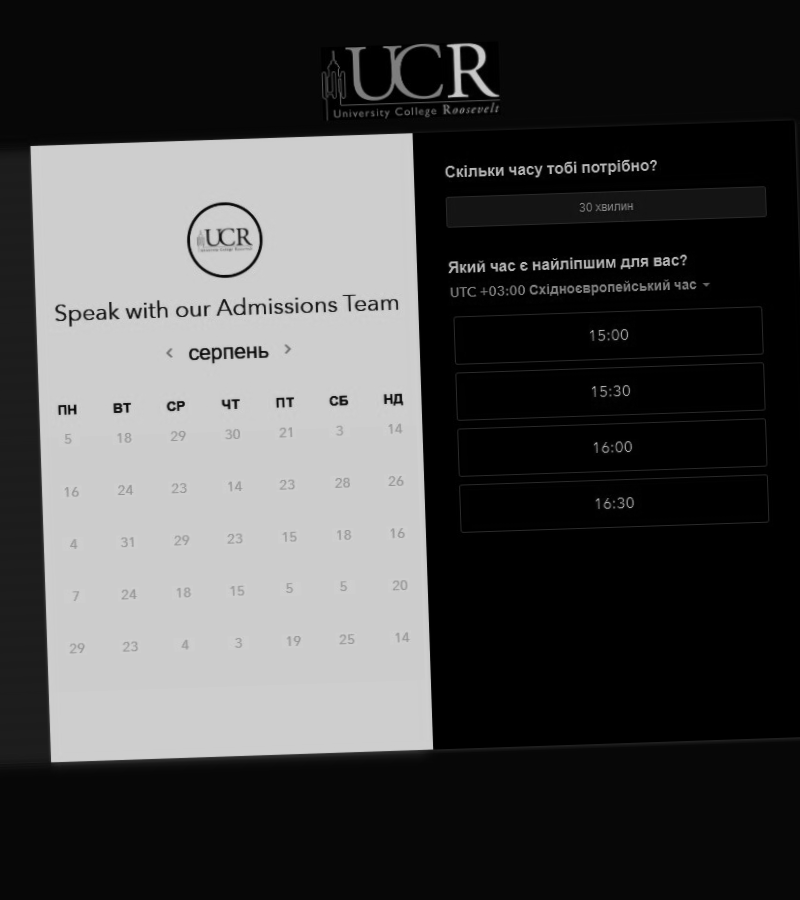 UCR
University College Roosevelt
UCR
University College Roosevelt
Speak with our Admissions Team
серпень
ПН ВТ СР ЧТ ПТ СБ НД
5 18 29 30 21 3 14
16 24 23 14 23 28 26
4 31 29 23 15 18 16
7 24 18 15 5 5 20
29 23 4 3 19 25 14
Скільки часу тобі потрібно?
30 хвилин
Який час є найліпшим для вас?
UTC +03:00 Східноєвропейський час
15:00
15:30
16:00
16:30